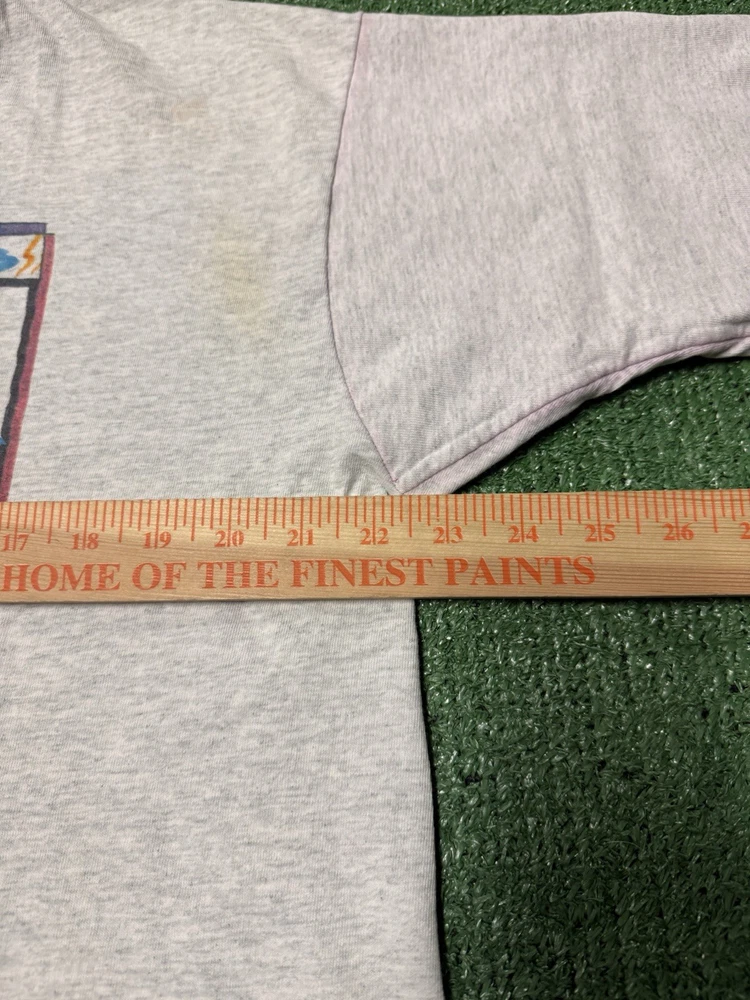 17 18 19 20 21 22 23 24 25 26
HOME OF THE FINEST PAINTS